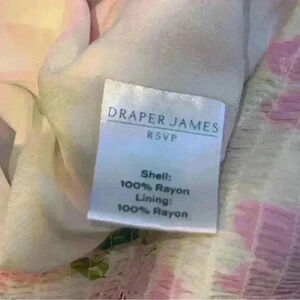 DRAPER JAMES
RSVP
Shell:
100% Rayon
Lining:
100% Rayon